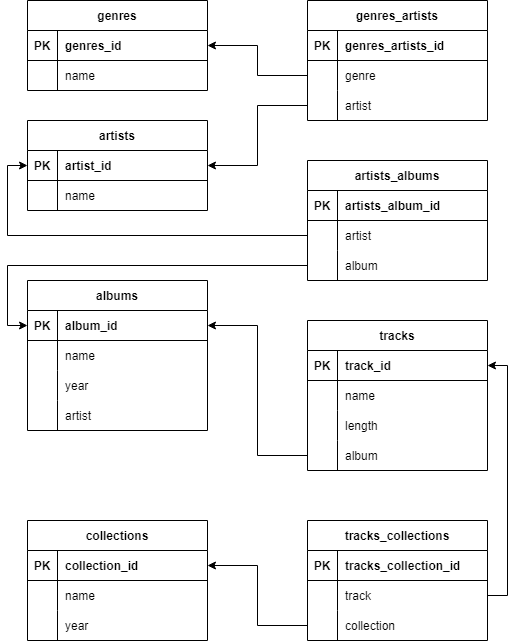 genres
PK genres_id
name
genres_artists
PK genres_artists_id
genre
artist
artists
PK artist_id
name
artists_albums
PK artists_album_id
artist
album
albums
PK album_id
name
year
artist
tracks
PK track_id
name
length
album
collections
PK collection_id
name
year
tracks_collections
PK tracks_collection_id
track
collection